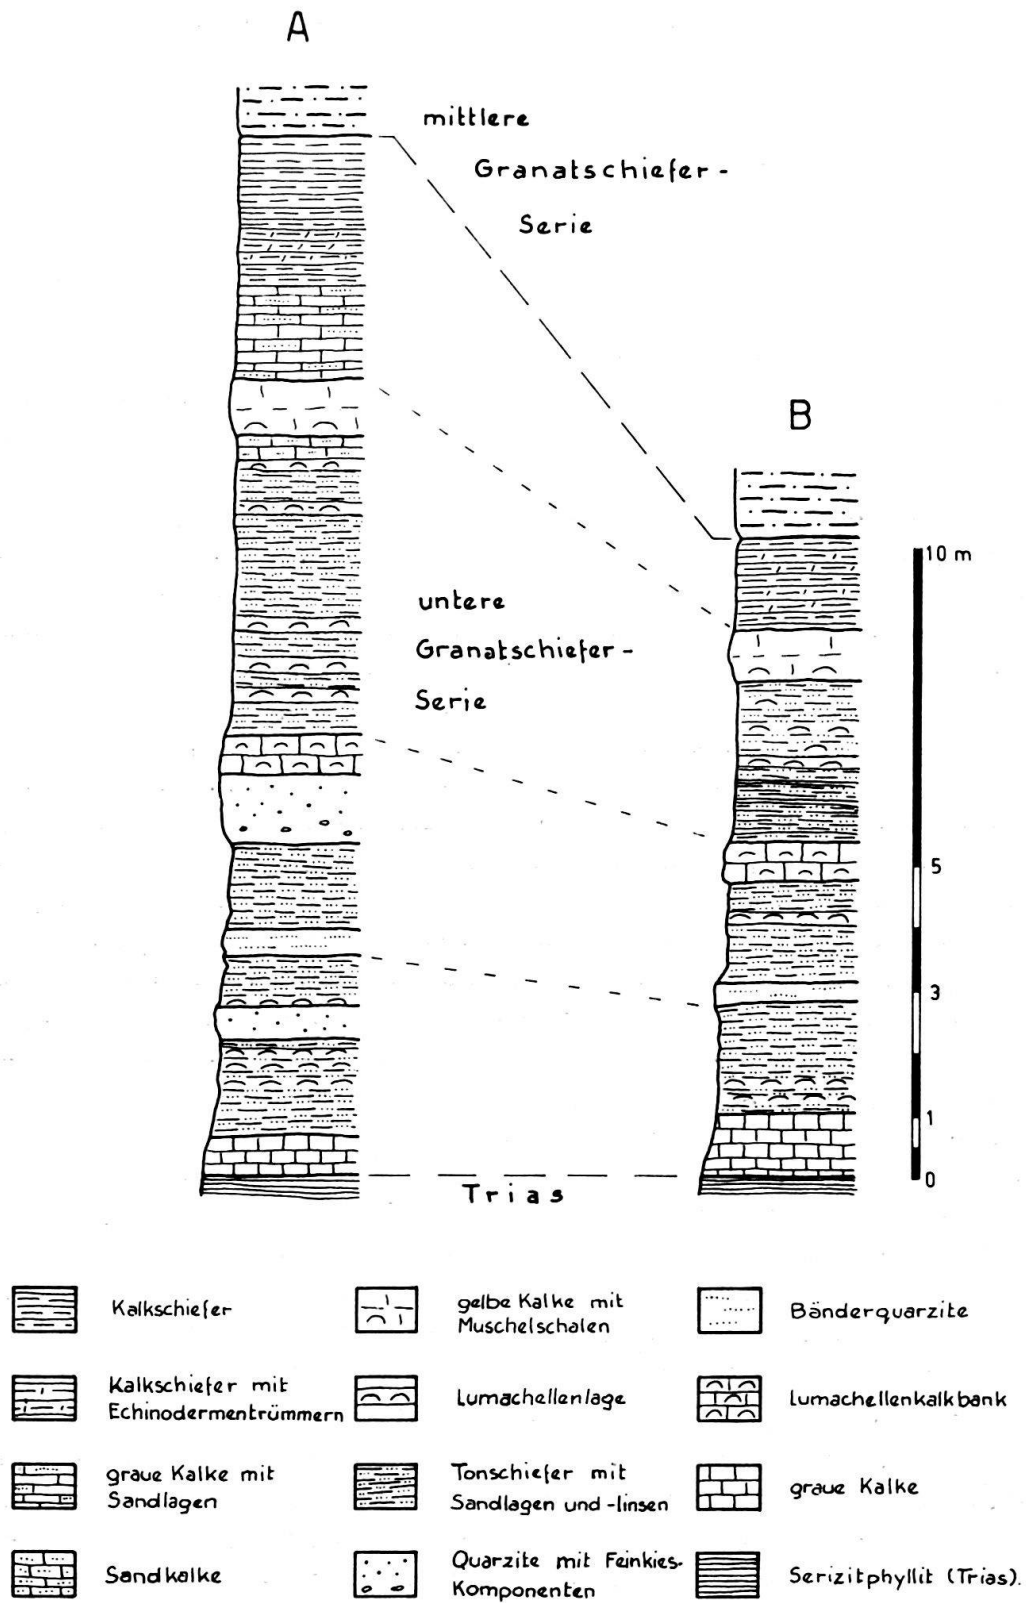 A
mittlere
Granatschiefer -
Serie
B
10 m
untere
Granatschiefer -
Serie
5
3
1
0
Trias
Kalkschiefer
gelbe Kalke mit
Muschelschalen
Bänderquarzite
Kalkschiefer mit
Echinodermentrümmern
Lumachellenlage
Lumachellenkalkbank
graue Kalke mit
Sandlagen
Tonschiefer mit
Sandlagen und -linsen
graue Kalke
Sandkalke
Quarzite mit Feinkies-
Komponenten
Serizitphyllit (Trias).